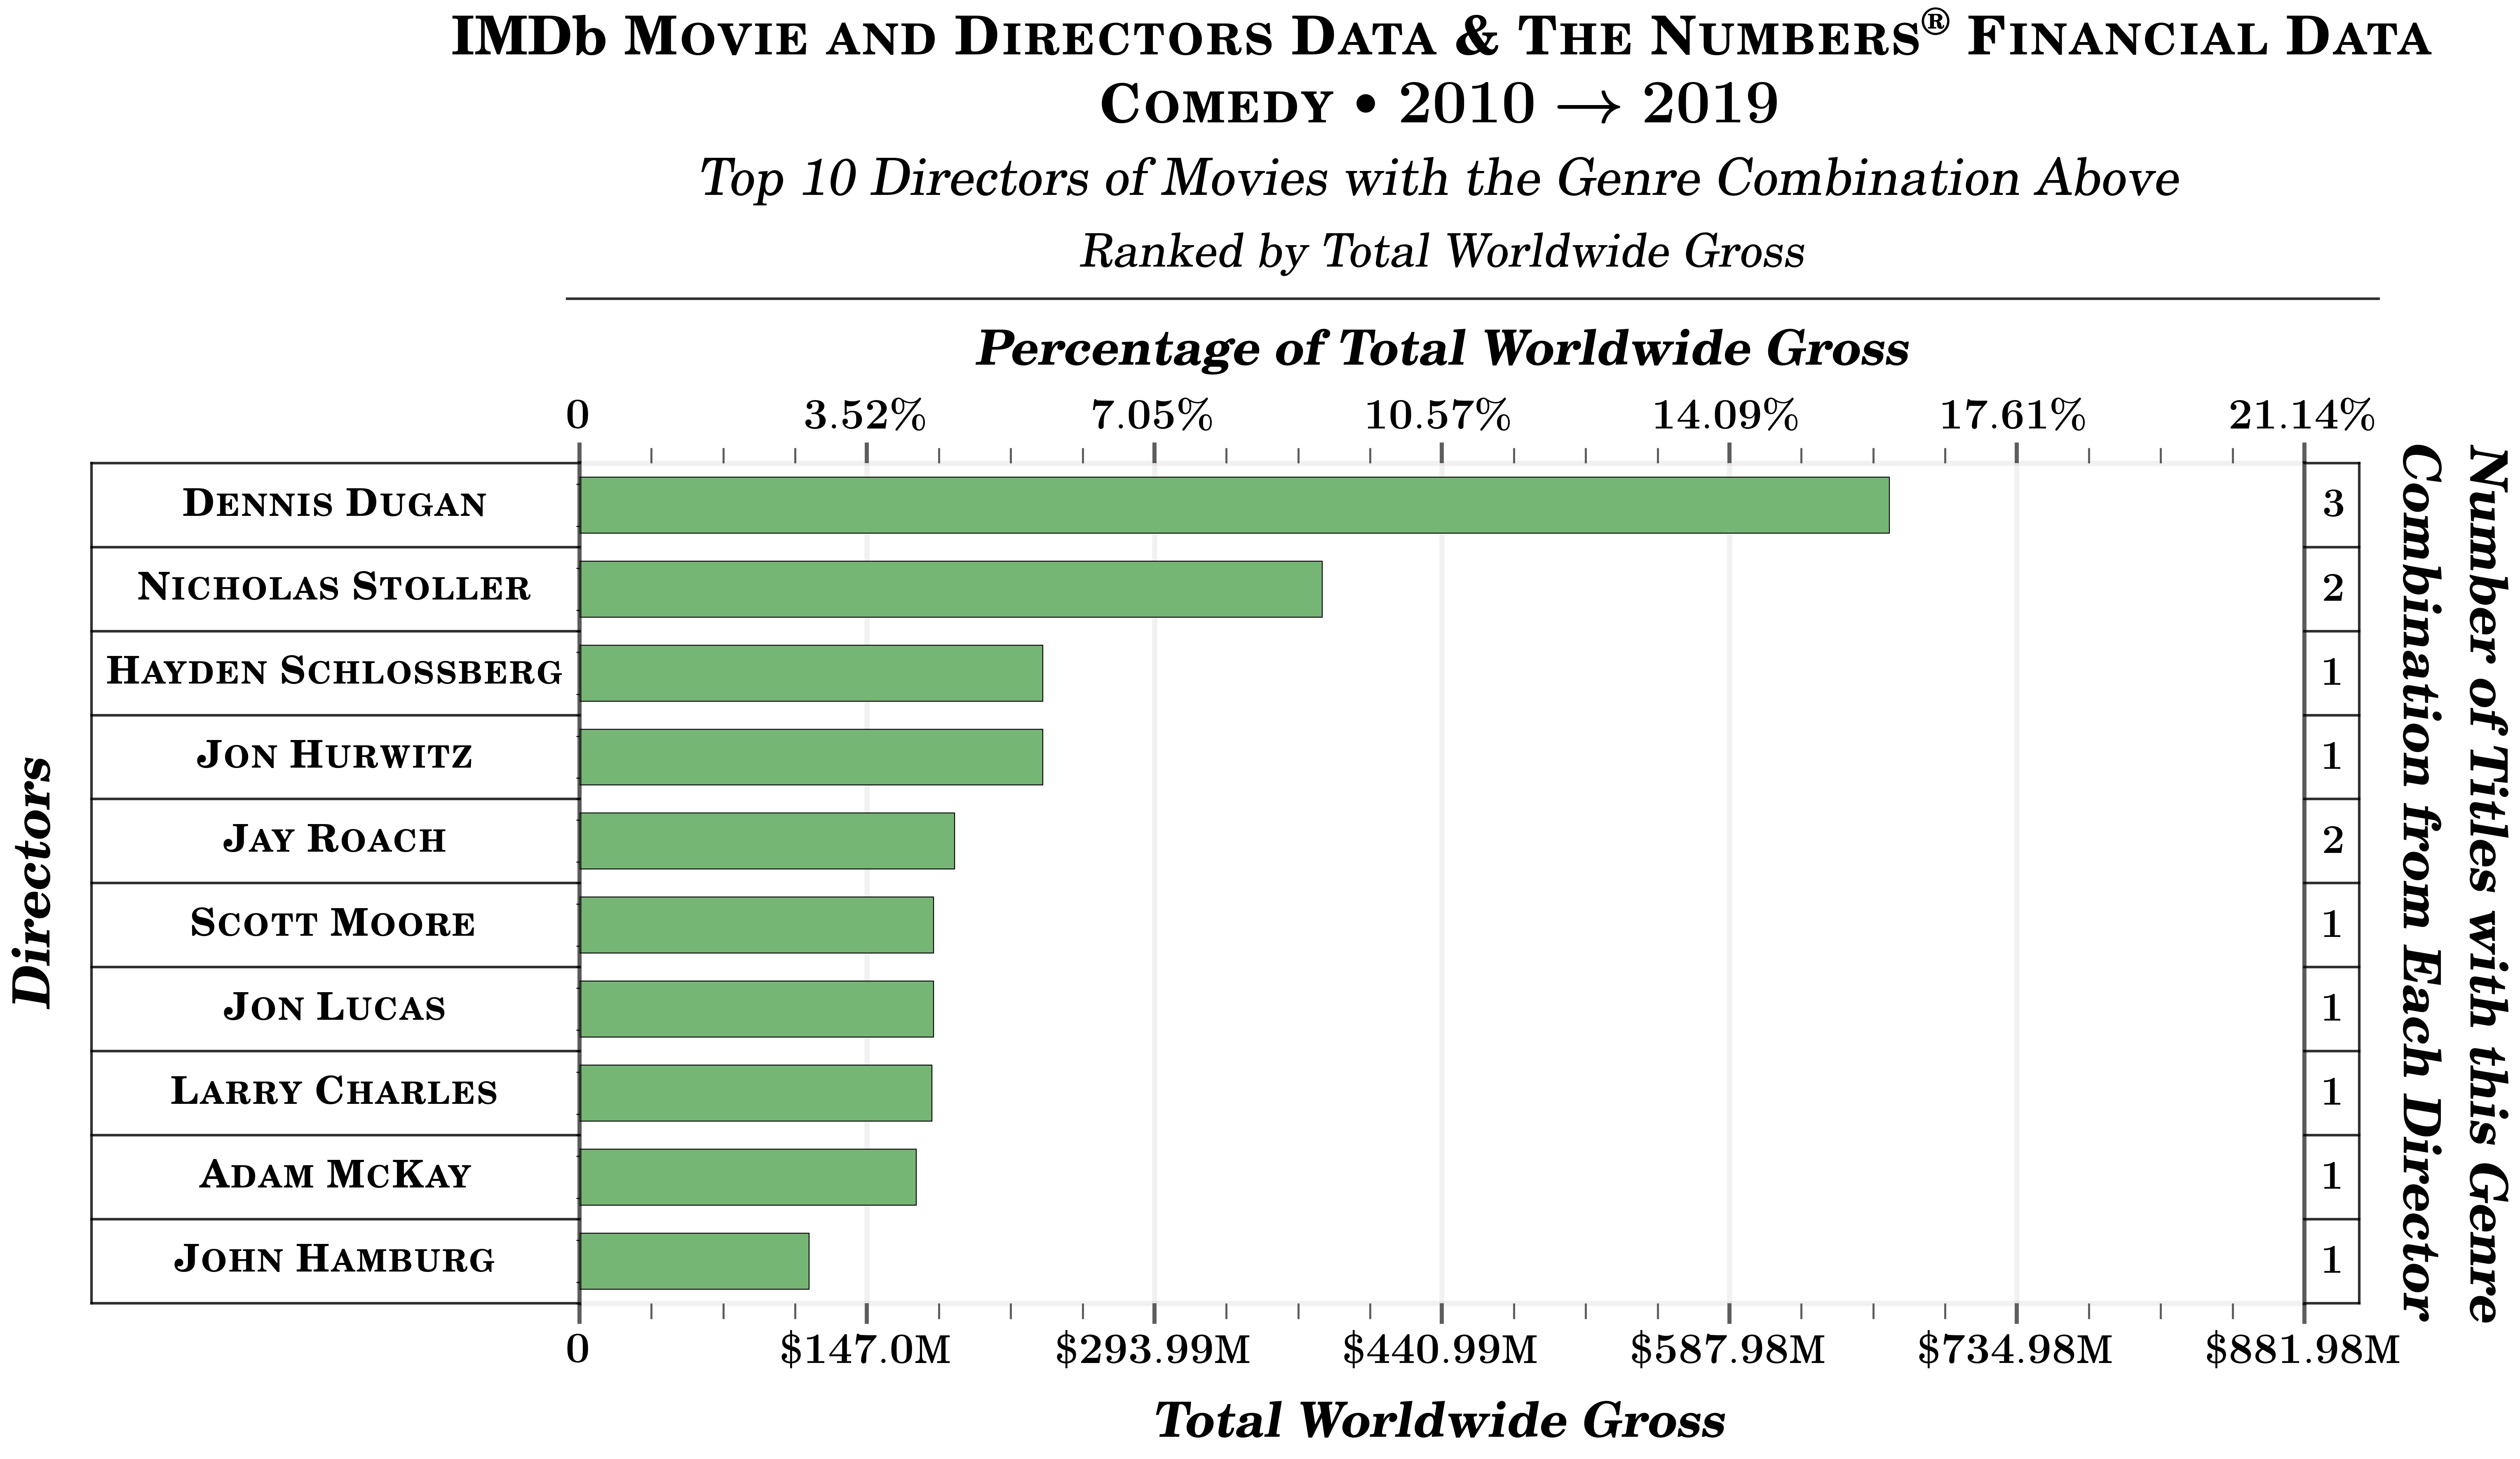 IMDb Movie and Directors Data & The Numbers® Financial Data
Comedy • 2010 → 2019
Top 10 Directors of Movies with the Genre Combination Above
Ranked by Total Worldwide Gross
Percentage of Total Worldwide Gross
0 3.52% 7.05% 10.57% 14.09% 17.61% 21.14%
Directors
Dennis Dugan 3
Nicholas Stoller 2
Hayden Schlossberg 1
Jon Hurwitz 1
Jay Roach 2
Scott Moore 1
Jon Lucas 1
Larry Charles 1
Adam McKay 1
John Hamburg 1
Number of Titles with this Genre
Combination from Each Director
0 $147.0M $293.99M $440.99M $587.98M $734.98M $881.98M
Total Worldwide Gross